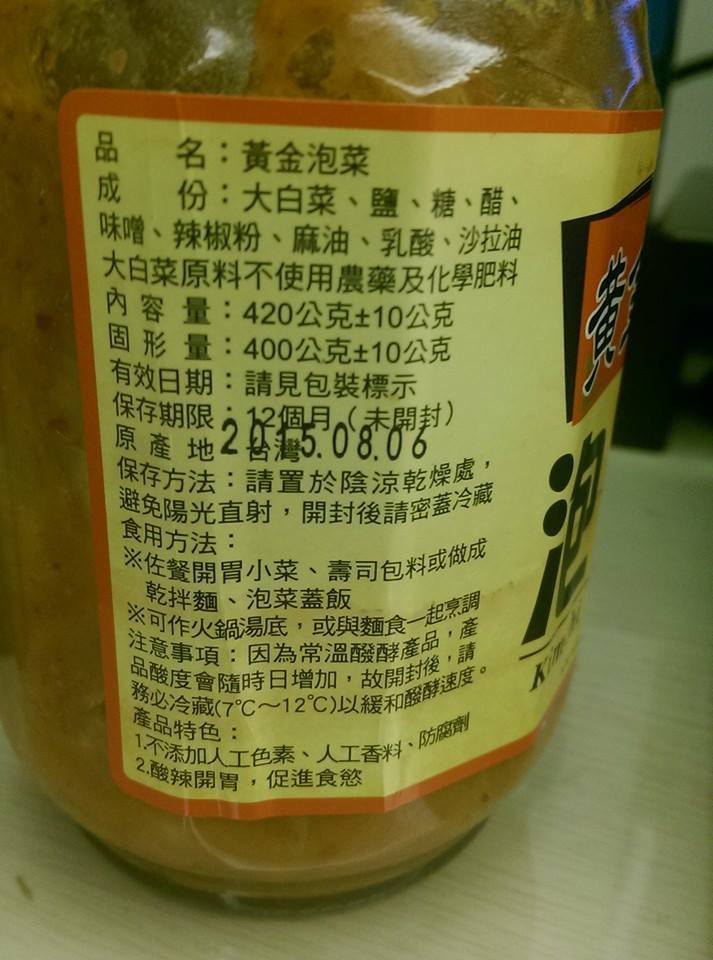 品 名：黃金泡菜
成 份：大白菜、鹽、糖、醋、
味噌、辣椒粉、麻油、乳酸、沙拉油
大白菜原料不使用農藥及化學肥料
內容量：420公克±10公克
固形量：400公克±10公克
有效日期：請見包裝標示
保存期限：12個月（未開封）
原產地：台灣
2015.08.06
保存方法：請置於陰涼乾燥處，
避免陽光直射，開封後請密蓋冷藏
食用方法：
※佐餐開胃小菜、壽司包料或做成
乾拌麵、泡菜蓋飯
※可作火鍋湯底，或與麵食一起烹調
注意事項：因為常溫醱酵產品，產
品酸度會隨時日增加，故開封後，請
務必冷藏(7℃～12℃)以緩和醱酵速度。
產品特色：
1.不添加人工色素、人工香料、防腐劑
2.酸辣開胃，促進食慾
黃
泡